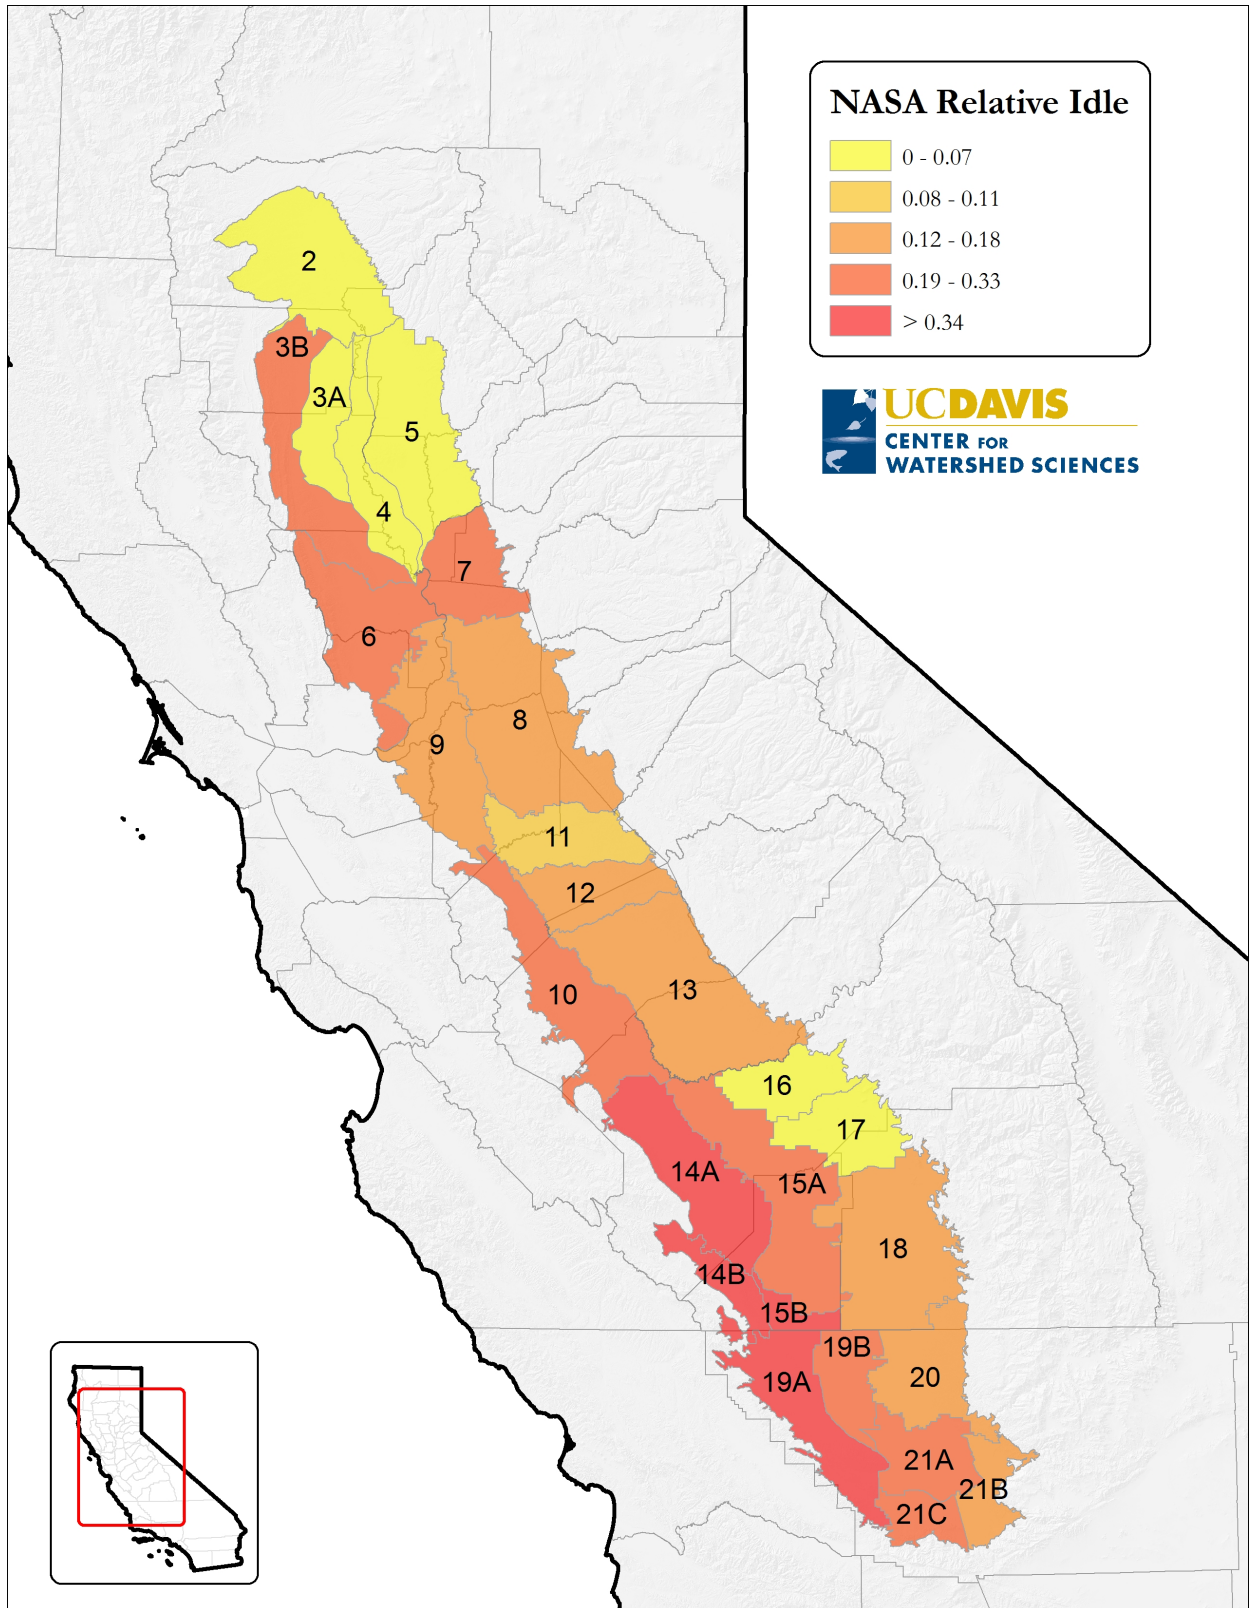 NASA Relative Idle
0 - 0.07
0.08 - 0.11
0.12 - 0.18
0.19 - 0.33
> 0.34
UCDAVIS
CENTER FOR
WATERSHED SCIENCES
2
3B
3A
5
4
7
6
8
9
11
12
10
13
16
17
14A
15A
18
14B
15B
19B
20
19A
21A
21B
21C